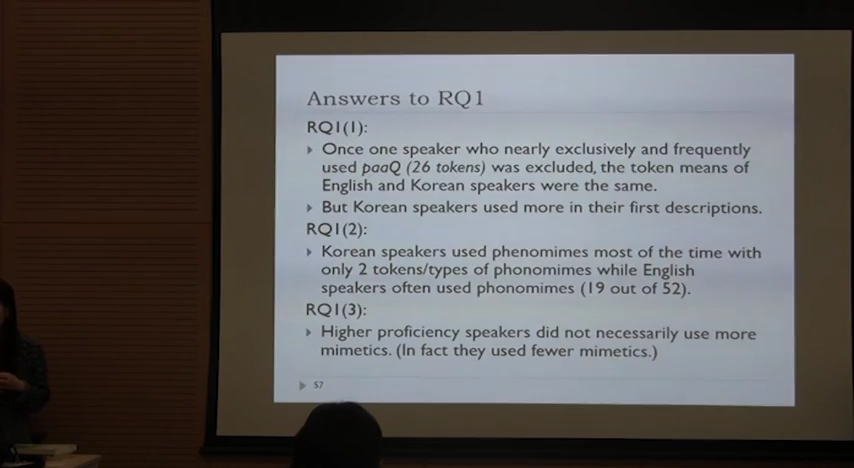 Answers to RQ1
RQ1(1):
Once one speaker who nearly exclusively and frequently
used paaQ (26 tokens) was excluded, the token means of
English and Korean speakers were the same.
But Korean speakers used more in their first descriptions.
RQ1(2):
Korean speakers used phenomimes most of the time with
only 2 tokens/types of phonomimes while English
speakers often used phonomimes (19 out of 52).
RQ1(3):
Higher proficiency speakers did not necessarily use more
mimetics. (In fact they used fewer mimetics.)
57